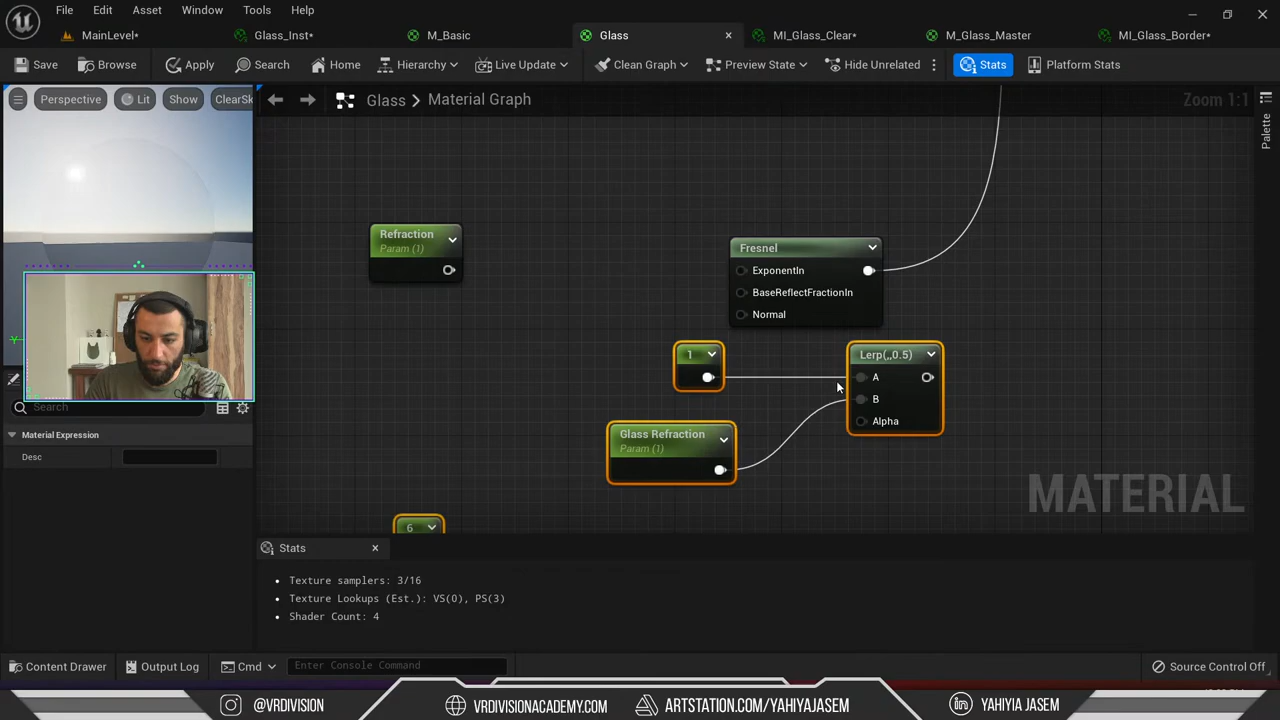 File Edit Window Tools Help
MainLevel* Glass_Inst* M_Basic Glass MI_Glass_Clear* M_Glass_Master MI_Glass_Border*
Save Browse Apply Search Home Hierarchy Live Update Clean Graph Preview State Hide Unrelated Stats Platform Stats
Perspective Lit Show ClearSk
Glass > Material Graph Zoom 1:1
Palette
Refraction
Param (1)
Fresnel
ExponentIn
BaseReflectFractionIn
Normal
1
Lerp(,,0.5)
A
B
Alpha
Glass Refraction
Param (1)
6
MATERIAL
Search
Material Expression
Desc
Stats
Texture samplers: 3/16
Texture Lookups (Est.): VS(0), PS(3)
Shader Count: 4
Content Drawer Output Log Cmd Enter Console Command Source Control Off
@VRDIVISION VRDIVISIONACADEMY.COM ARTSTATION.COM/YAHIYAJASEM YAHIYIA JASEM